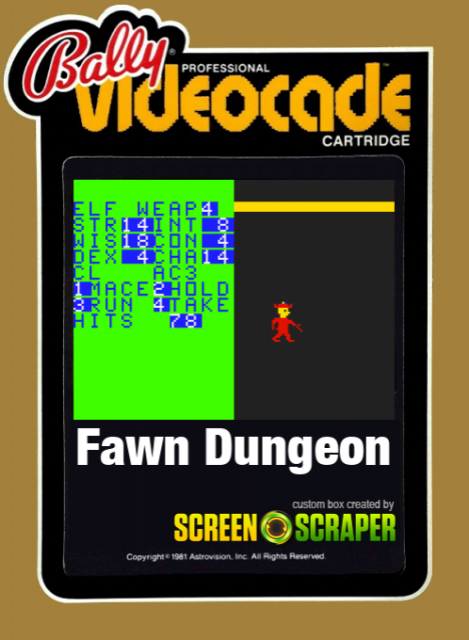 Bally
PROFESSIONAL
Videocade
CARTRIDGE
ELF WEAP4
STR14INT 8
WIS18CON 4
DEX 4CHA14
CL AC3
1MACE2HOLD
3RUN 4TAKE
HITS 78
Fawn Dungeon
custom box created by
SCREEN SCRAPER
Copyright © 1981 Astrovision, Inc. All Rights Reserved.